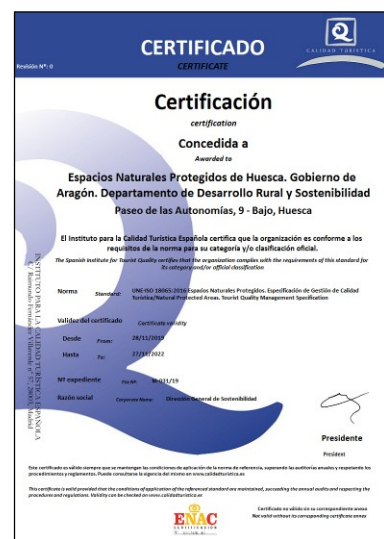 CERTIFICADO
CERTIFICATE
Revisión Nº: 0
CALIDAD TURISTICA
Certificación
certification
Concedida a
Awarded to
Espacios Naturales Protegidos de Huesca. Gobierno de
Aragón. Departamento de Desarrollo Rural y Sostenibilidad
Paseo de las Autonomías, 9 - Bajo, Huesca
El Instituto para la Calidad Turística Española certifica que la organización es conforme a los
requisitos de la norma para su categoría y/o clasificación oficial.
The Spanish Institute for Tourist Quality certifies that the organization complies with the requirements of this standard for
its category and/or official classification
Norma Standard: UNE-ISO 18065:2016 Espacios Naturales Protegidos. Especificación de Gestión de Calidad
Turística/Natural Protected Areas. Tourist Quality Management Specification
Validez del certificado Certificate validity
Desde From: 28/11/2019
Hasta To: 27/11/2022
Nº expediente File Nº: 031/19
Razón social Corporate Name: Dirección General de Sostenibilidad
INSTITUTO PARA LA CALIDAD TURÍSTICA ESPAÑOLA
C/ Raimundo Fernández Villaverde nº 57, 28003, Madrid
Presidente
President
Este certificado es válido siempre que se mantengan las condiciones de aplicación de la norma de referencia, superando las auditorías anuales y respetando los
procedimientos y reglamentos. Puede consultarse la vigencia del mismo en www.calidadturistica.es
This certificate is valid provided that the conditions of application of the referenced standard are maintained, succeeding the annual audits and respecting the
procedures and regulations. Validity can be checked on www.calidadturistica.es
ENAC
CERTIFICACIÓN
Certificado no válido sin su correspondiente anexo
Not valid without its corresponding certificate annex